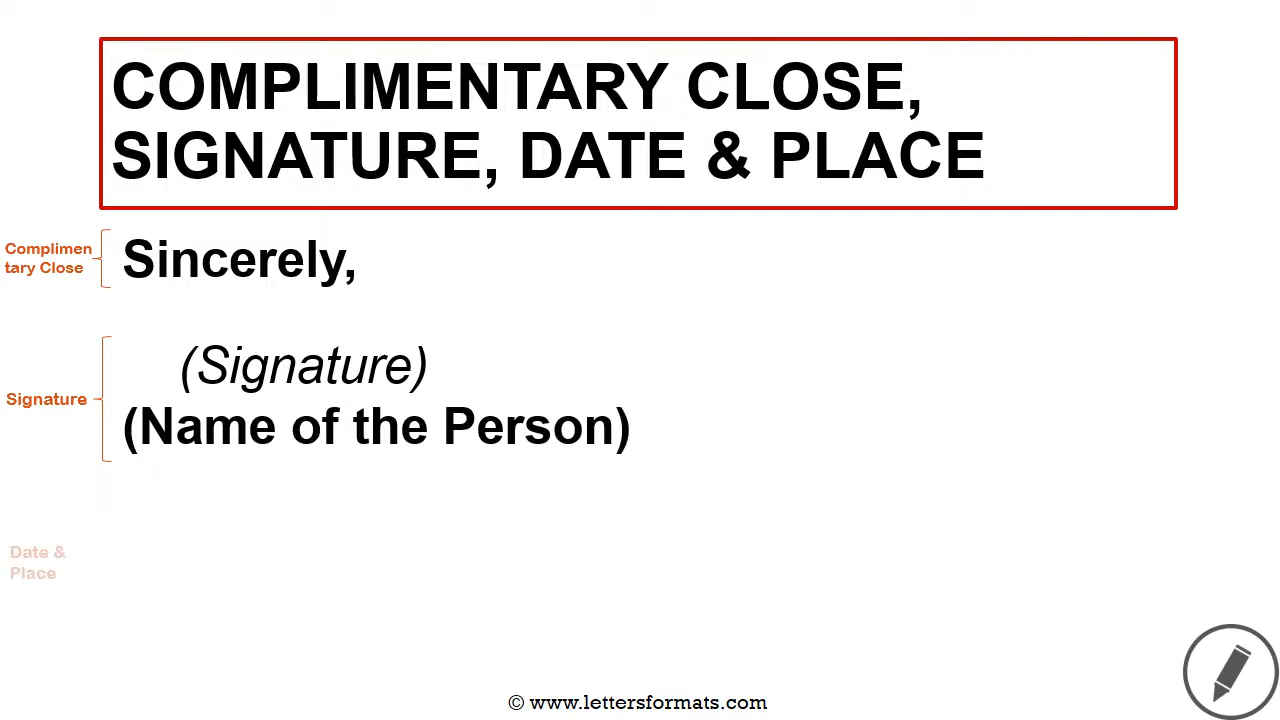 COMPLIMENTARY CLOSE,
SIGNATURE, DATE & PLACE
Complimen
tary Close
Sincerely,
Signature
(Signature)
(Name of the Person)
Date &
Place
© www.lettersformats.com